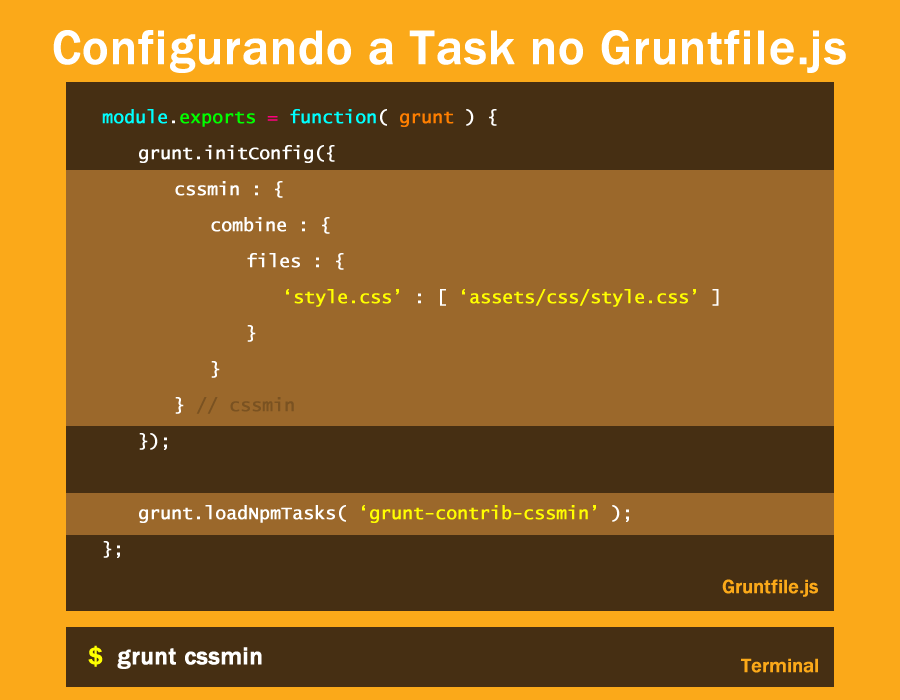 Configurando a Task no Gruntfile.js
module.exports = function( grunt ) {
grunt.initConfig({
cssmin : {
combine : {
files : {
‘style.css’ : [ ‘assets/css/style.css’ ]
}
}
} // cssmin
});
grunt.loadNpmTasks( ‘grunt-contrib-cssmin’ );
};
Gruntfile.js
$ grunt cssmin
Terminal